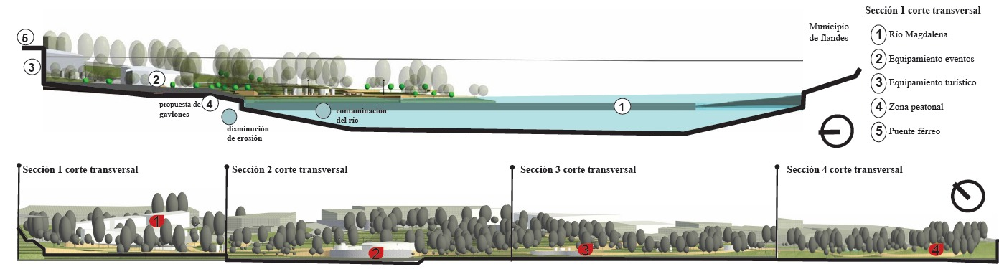 Sección 1 corte transversal
Municipio
de flandes
1 Río Magdalena
2 Equipamiento eventos
3 Equipamiento turístico
4 Zona peatonal
5 Puente férreo
5
3
2
propuesta de
gaviones
4
disminución
de erosión
contaminación
del río
1
Sección 1 corte transversal
Sección 2 corte transversal
Sección 3 corte transversal
Sección 4 corte transversal
1
2
3
4